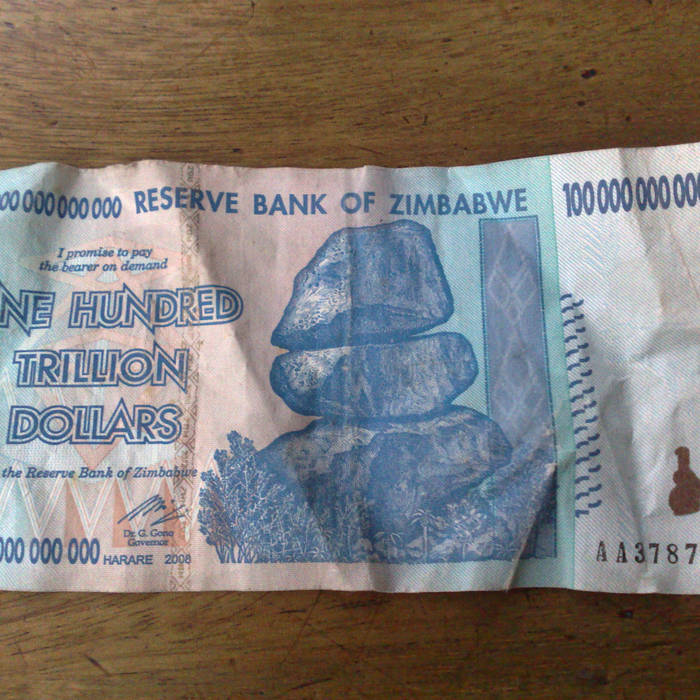 00 000 000 000 RESERVE BANK OF ZIMBABWE 100 000 000 00
I promise to pay
the bearer on demand
NE HUNDRED
TRILLION
DOLLARS
the Reserve Bank of Zimbabwe
Dr. G. Gono
Governor
000 000 000 HARARE 2008
AA3787